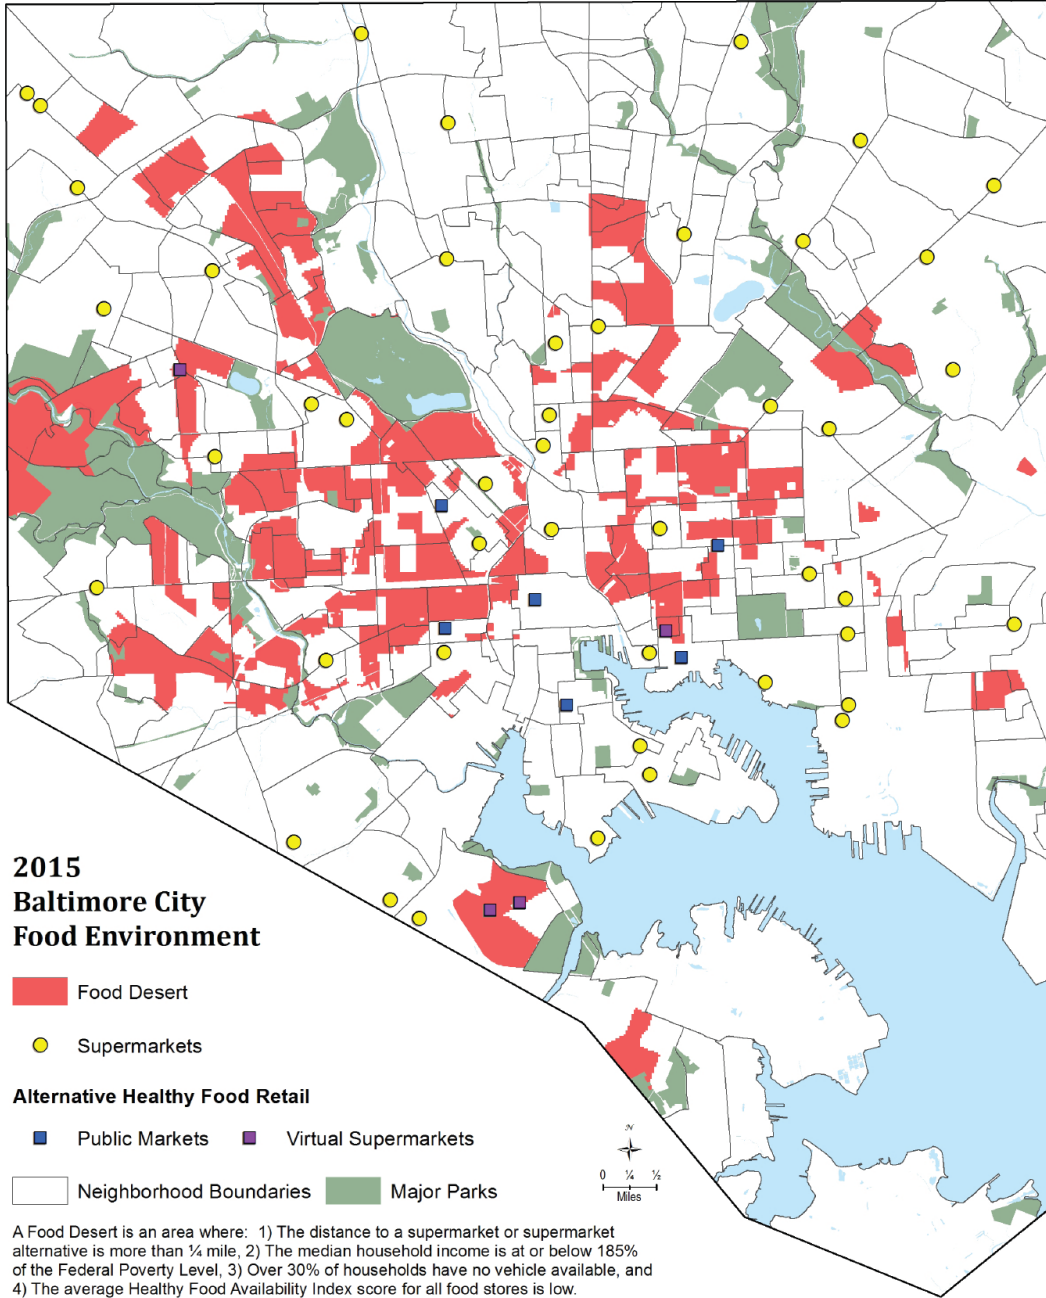 2015
Baltimore City
Food Environment
Food Desert
Supermarkets
Alternative Healthy Food Retail
Public Markets
Virtual Supermarkets
Neighborhood Boundaries
Major Parks
N
0 ¼ ½
Miles
A Food Desert is an area where: 1) The distance to a supermarket or supermarket
alternative is more than ¼ mile, 2) The median household income is at or below 185%
of the Federal Poverty Level, 3) Over 30% of households have no vehicle available, and
4) The average Healthy Food Availability Index score for all food stores is low.